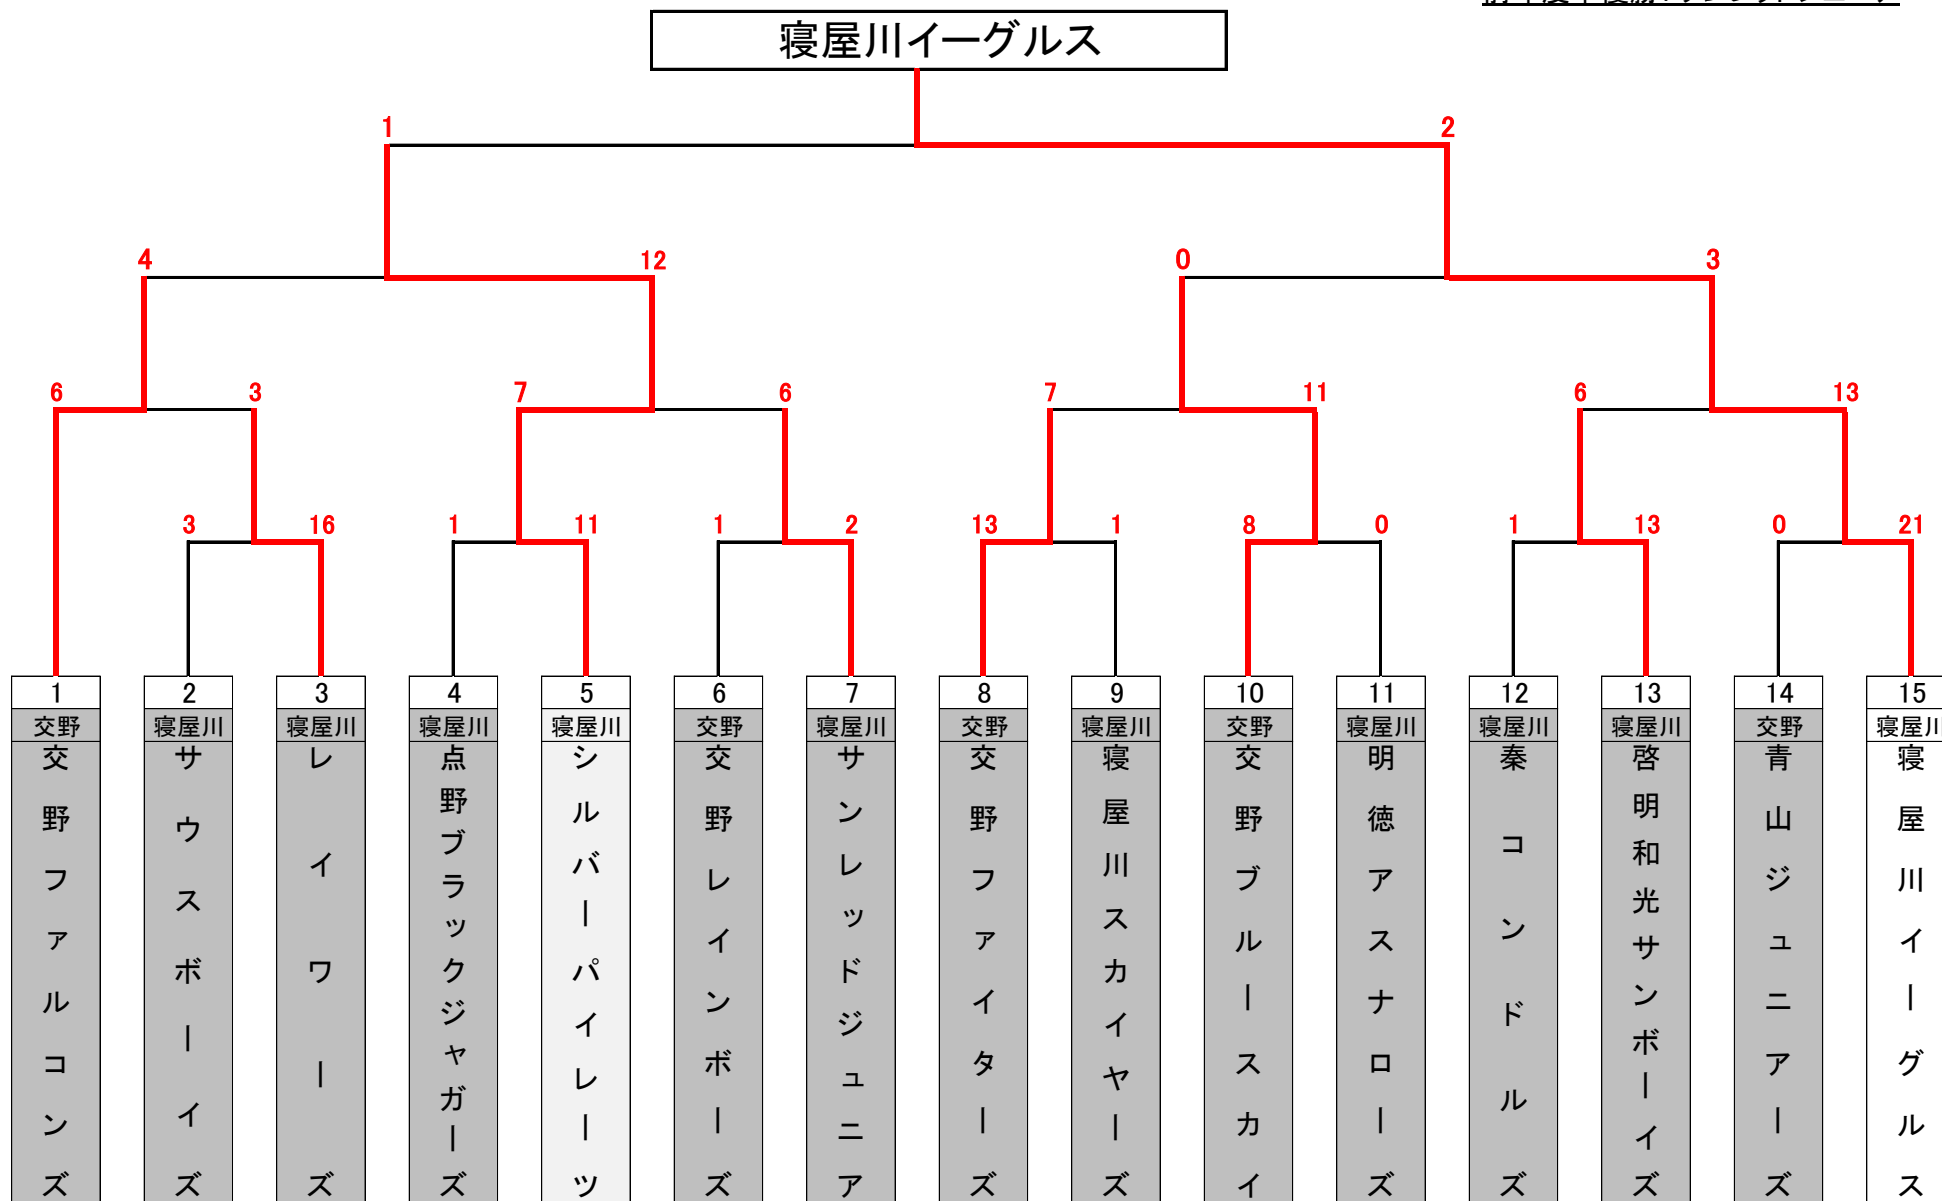 寝屋川イーグルス
1 2
4 12 0 3
6 3 7 6 7 11 6 13
3 16 1 11 1 2 13 1 8 0 1 13 0 21
1 2 3 4 5 6 7 8 9 10 11 12 13 14 15
交野 寝屋川 寝屋川 寝屋川 寝屋川 交野 寝屋川 交野 寝屋川 交野 寝屋川 寝屋川 寝屋川 交野 寝屋川
交野ファルコンズ
サウスボーイズ
レイワーズ
点野ブラックジャガーズ
シルバーパイレーツ
交野レインボーズ
サンレッドジュニア
交野ファイターズ
寝屋川スカイヤーズ
交野ブルースカイ
明徳アスナローズ
秦コンドルズ
啓明和光サンボーイズ
青山ジュニアーズ
寝屋川イーグルス